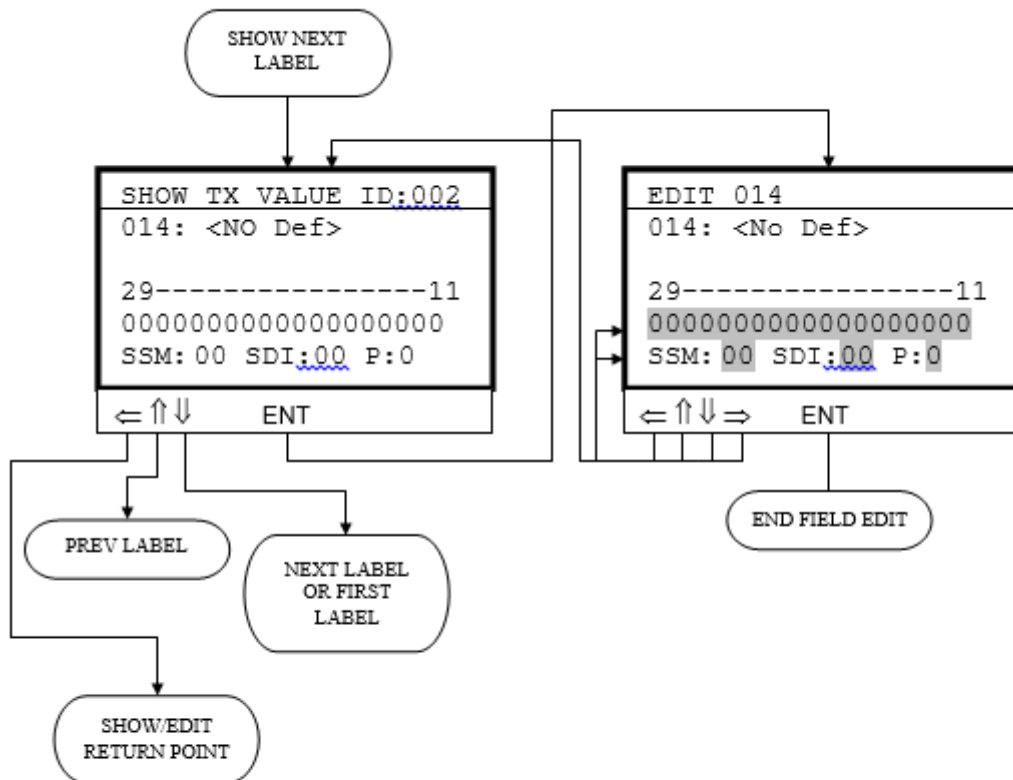 SHOW NEXT
LABEL
SHOW TX VALUE ID:002
014: <NO Def>
29----------------11
0000000000000000000
SSM: 00 SDI:00 P:0
⇐ ⇑ ⇓ ENT
EDIT 014
014: <No Def>
29----------------11
0000000000000000000
SSM: 00 SDI:00 P:0
⇐ ⇑ ⇓ ⇒ ENT
PREV LABEL
NEXT LABEL
OR FIRST
LABEL
END FIELD EDIT
SHOW/EDIT
RETURN POINT